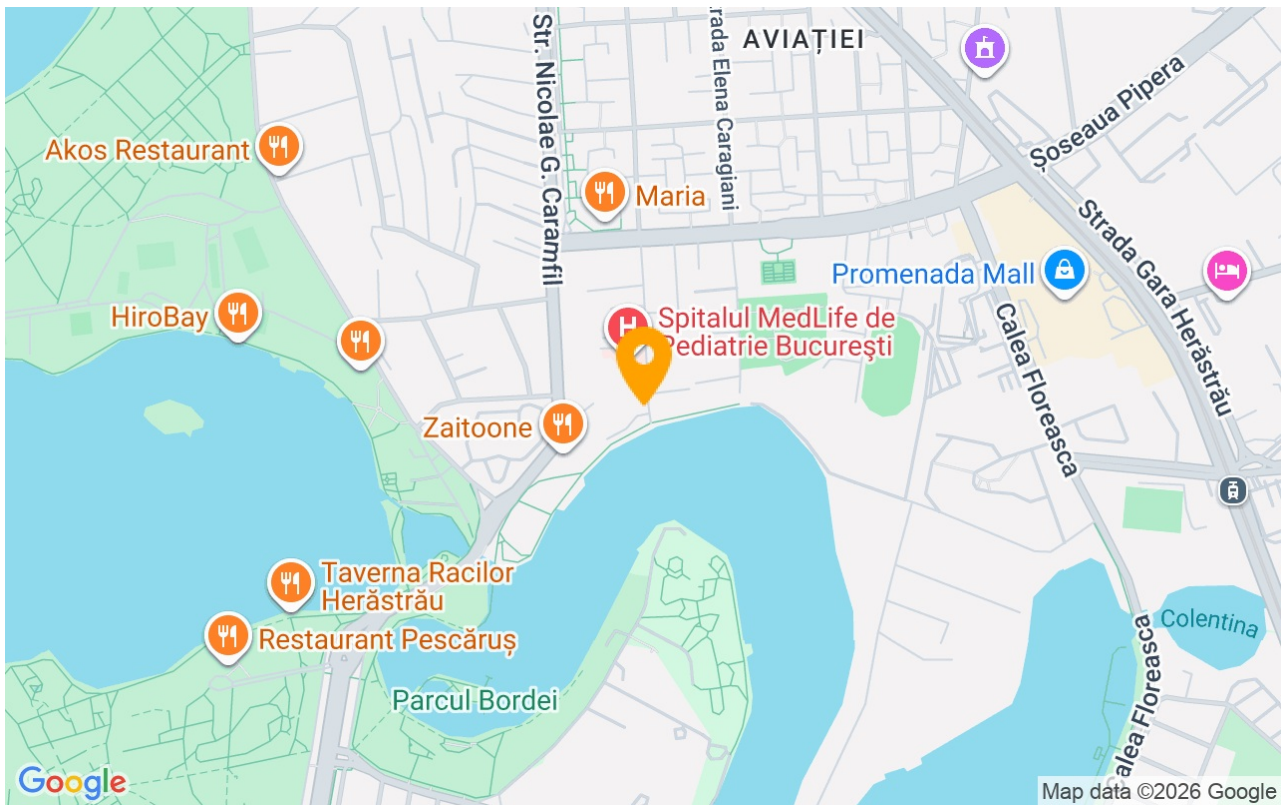 AVIAȚIEI
Str. Nicolae G. Caramfil
trada Elena Caragiani
Șoseaua Pipera
Akos Restaurant
Maria
Strada Gara Herăstrău
Promenada Mall
HiroBay
H
Spitalul MedLife de
Pediatrie București
Calea Floreasca
Zaitoone
Taverna Racilor
Herăstrău
Restaurant Pescăruș
Colentina
Parcul Bordei
Calea Floreasca
Google
Map data ©2026 Google